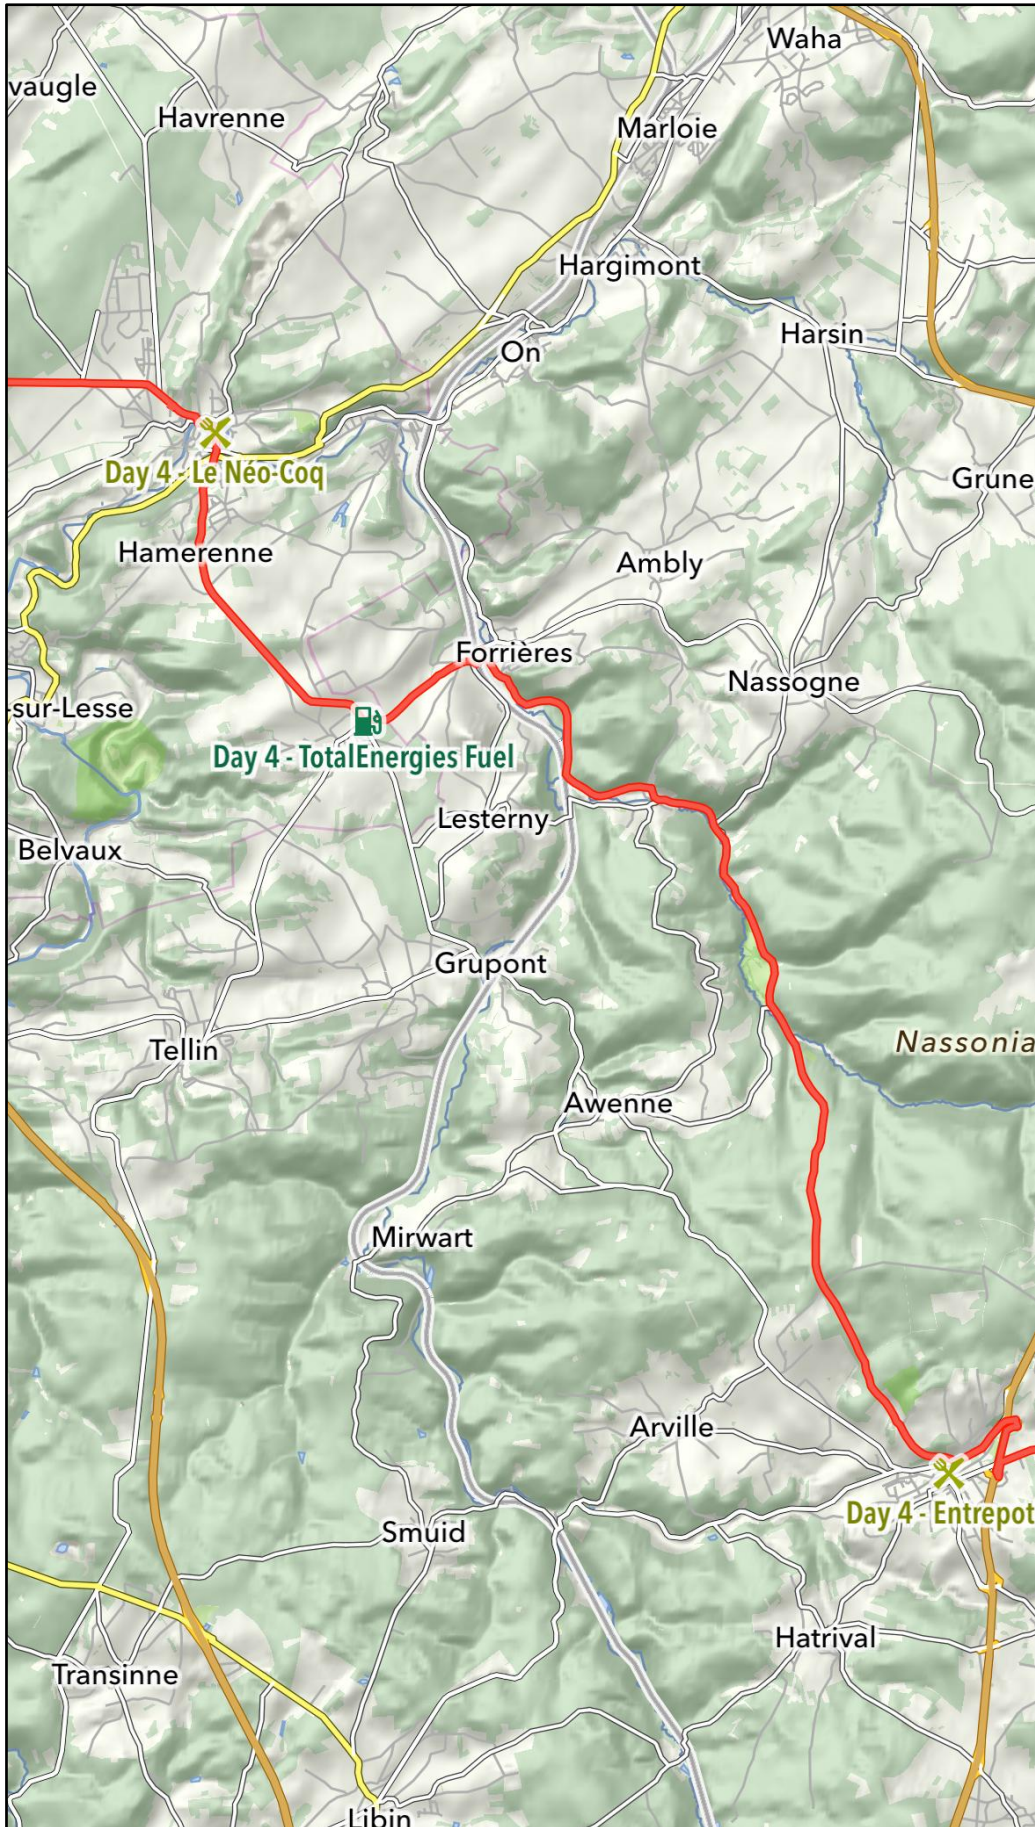 Waha
vaugle
Havrenne
Marloie
Hargimont
Harsin
On
Day 4 - Le Néo-Coq
Grune
Hamerenne
Ambly
Forrières
Nassogne
-sur-Lesse
Day 4 - TotalEnergies Fuel
Lesterny
Belvaux
Grupont
Nassonia
Tellin
Awenne
Mirwart
Arville
Day 4 - Entrepot
Smuid
Hatrival
Transinne
Libin